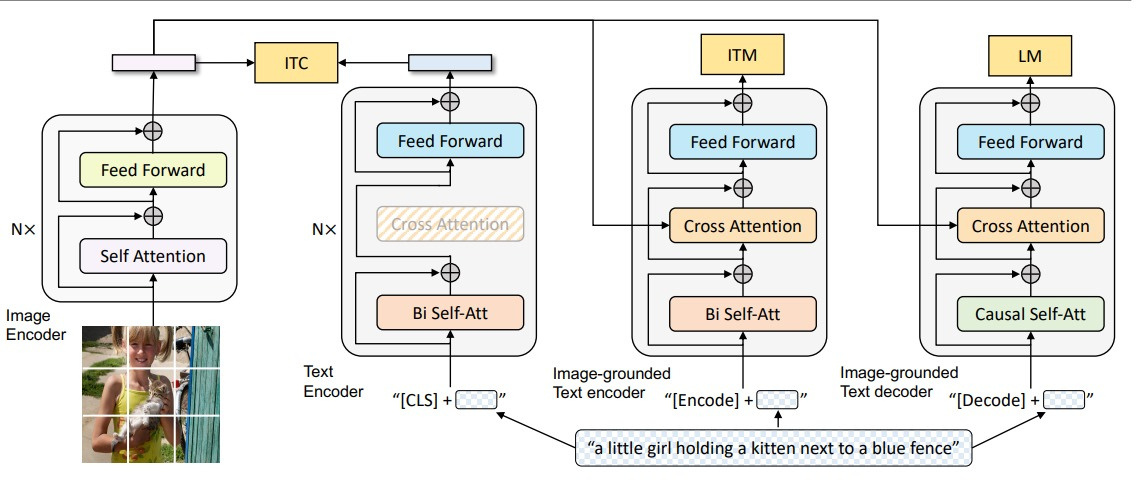 ITC
ITM
LM
Feed Forward
Self Attention
N×
Image
Encoder
Feed Forward
Cross Attention
Bi Self-Att
N×
Text
Encoder
“[CLS] + ”
Feed Forward
Cross Attention
Bi Self-Att
Image-grounded
Text encoder
“[Encode] + ”
Feed Forward
Cross Attention
Causal Self-Att
Image-grounded
Text decoder
“[Decode] + ”
“a little girl holding a kitten next to a blue fence”